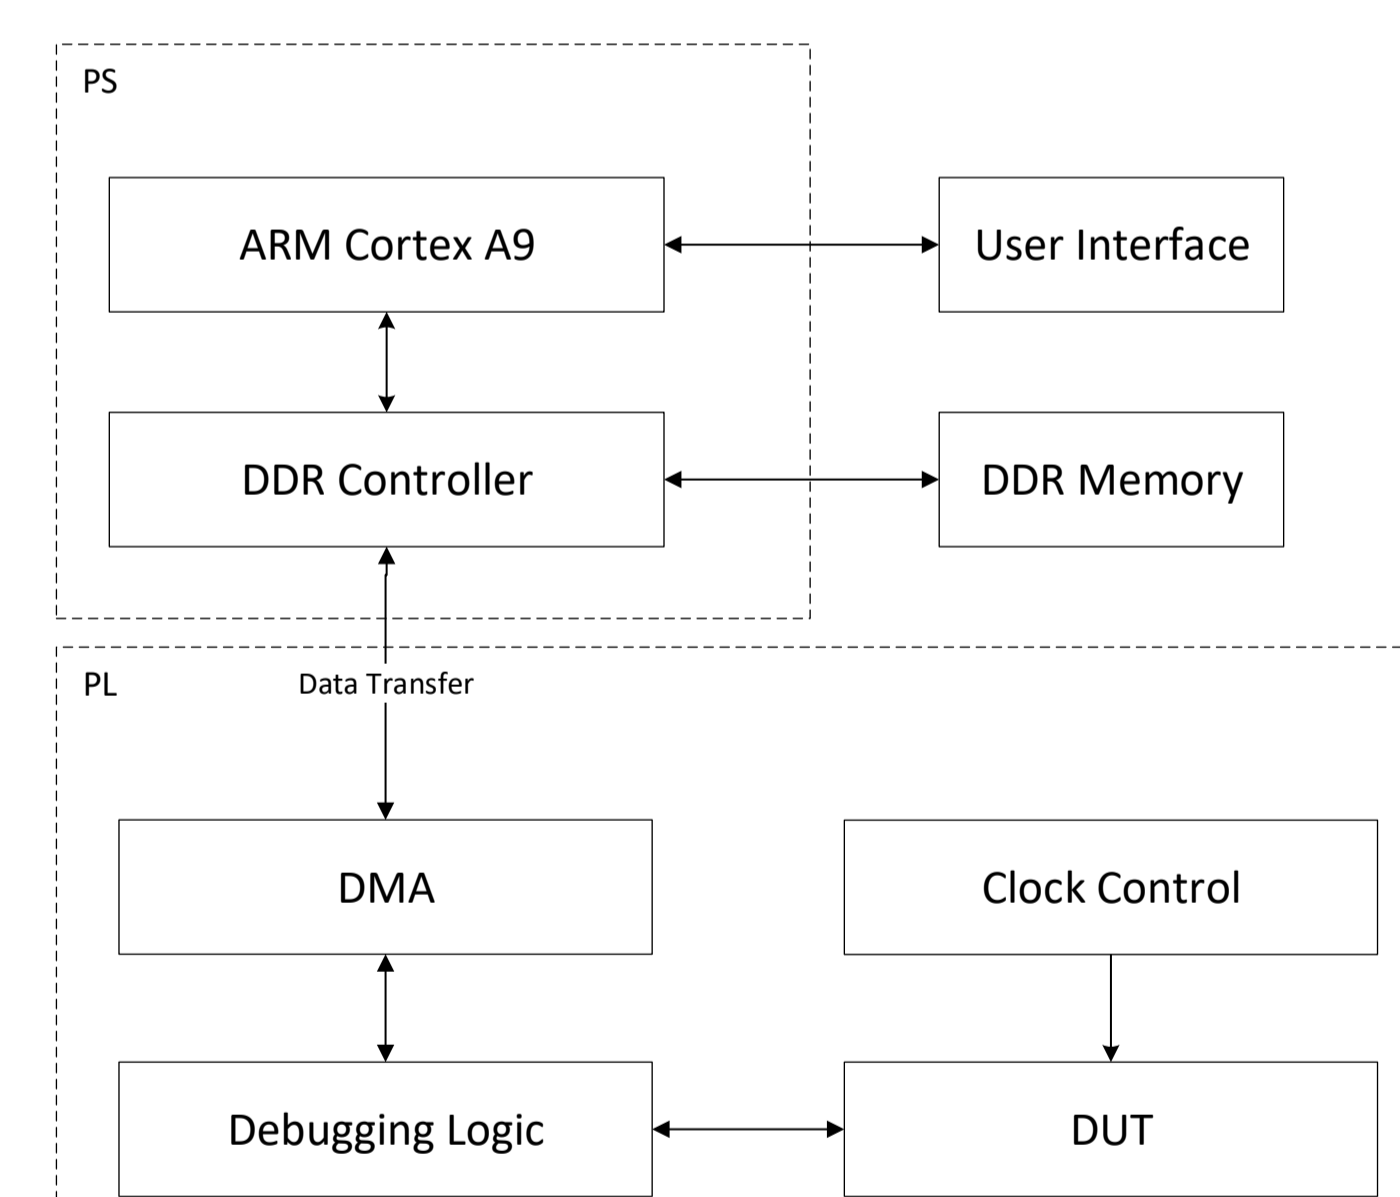 PS
ARM Cortex A9
User Interface
DDR Controller
DDR Memory
PL
Data Transfer
DMA
Clock Control
Debugging Logic
DUT